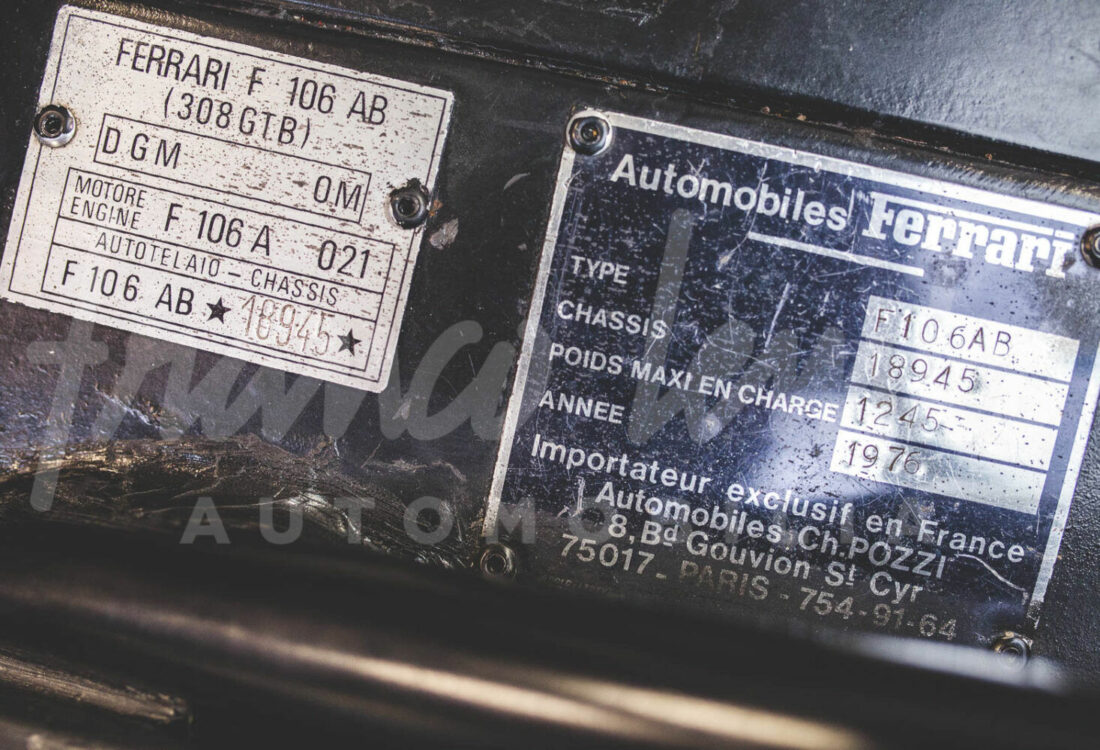 FERRARI F 106 AB
(308 GTB)
DGM OM
MOTORE
ENGINE F 106 A 021
AUTOTELAIO - CHASSIS
F 106 AB ★ 18945 ★
Automobiles Ferrari
TYPE F106AB
CHASSIS 18945
POIDS MAXI EN CHARGE 1245
ANNEE 1976
Importateur exclusif en France
Automobiles Ch. POZZI
8, Bd Gouvion St Cyr
75017 - PARIS - 754-91-64